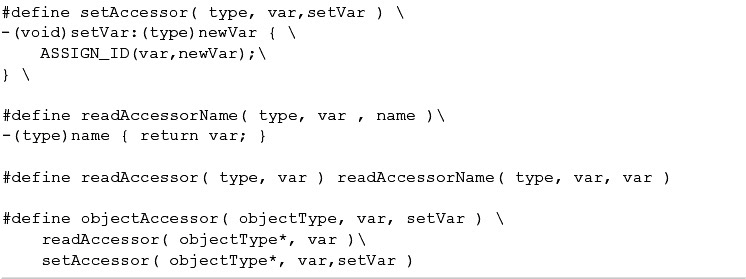 #define setAccessor( type, var,setVar ) \
-(void)setVar:(type)newVar { \
    ASSIGN_ID(var,newVar);\
} \

#define readAccessorName( type, var , name )\
-(type)name { return var; }

#define readAccessor( type, var ) readAccessorName( type, var, var )

#define objectAccessor( objectType, var, setVar ) \
    readAccessor( objectType*, var )\
    setAccessor( objectType*, var,setVar )